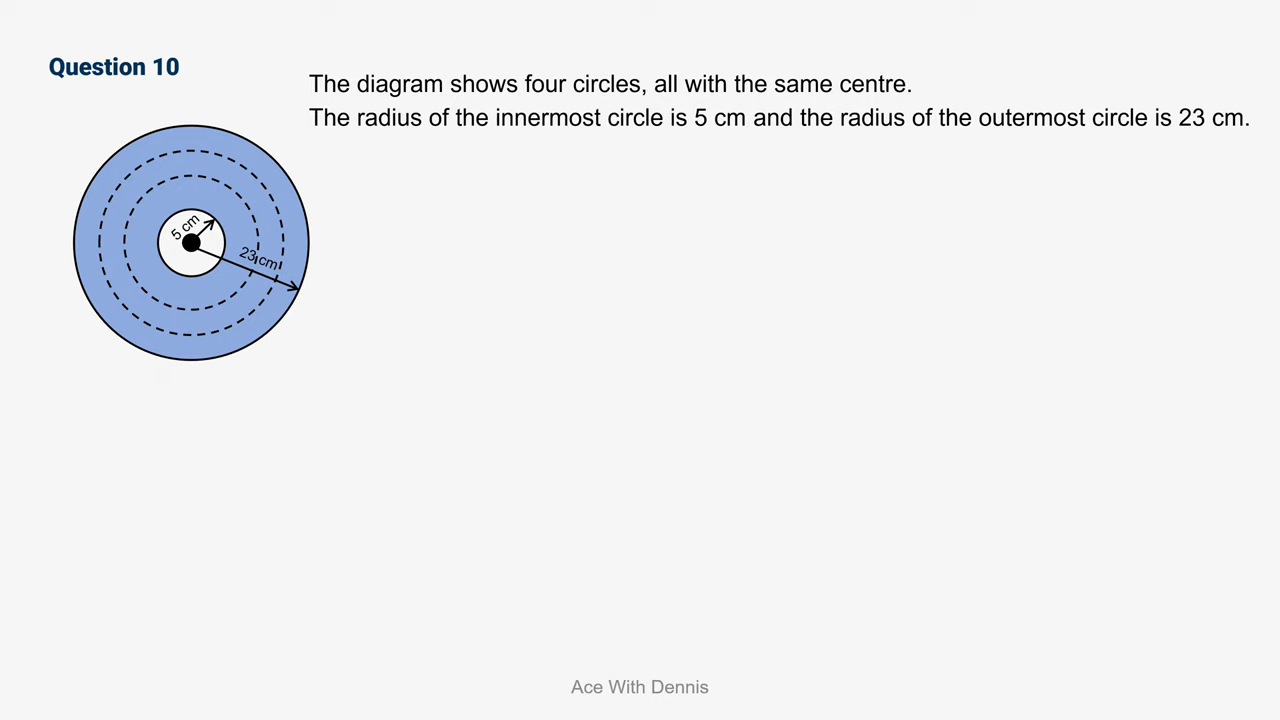 Question 10
The diagram shows four circles, all with the same centre.
The radius of the innermost circle is 5 cm and the radius of the outermost circle is 23 cm.
5 cm
23 cm
Ace With Dennis